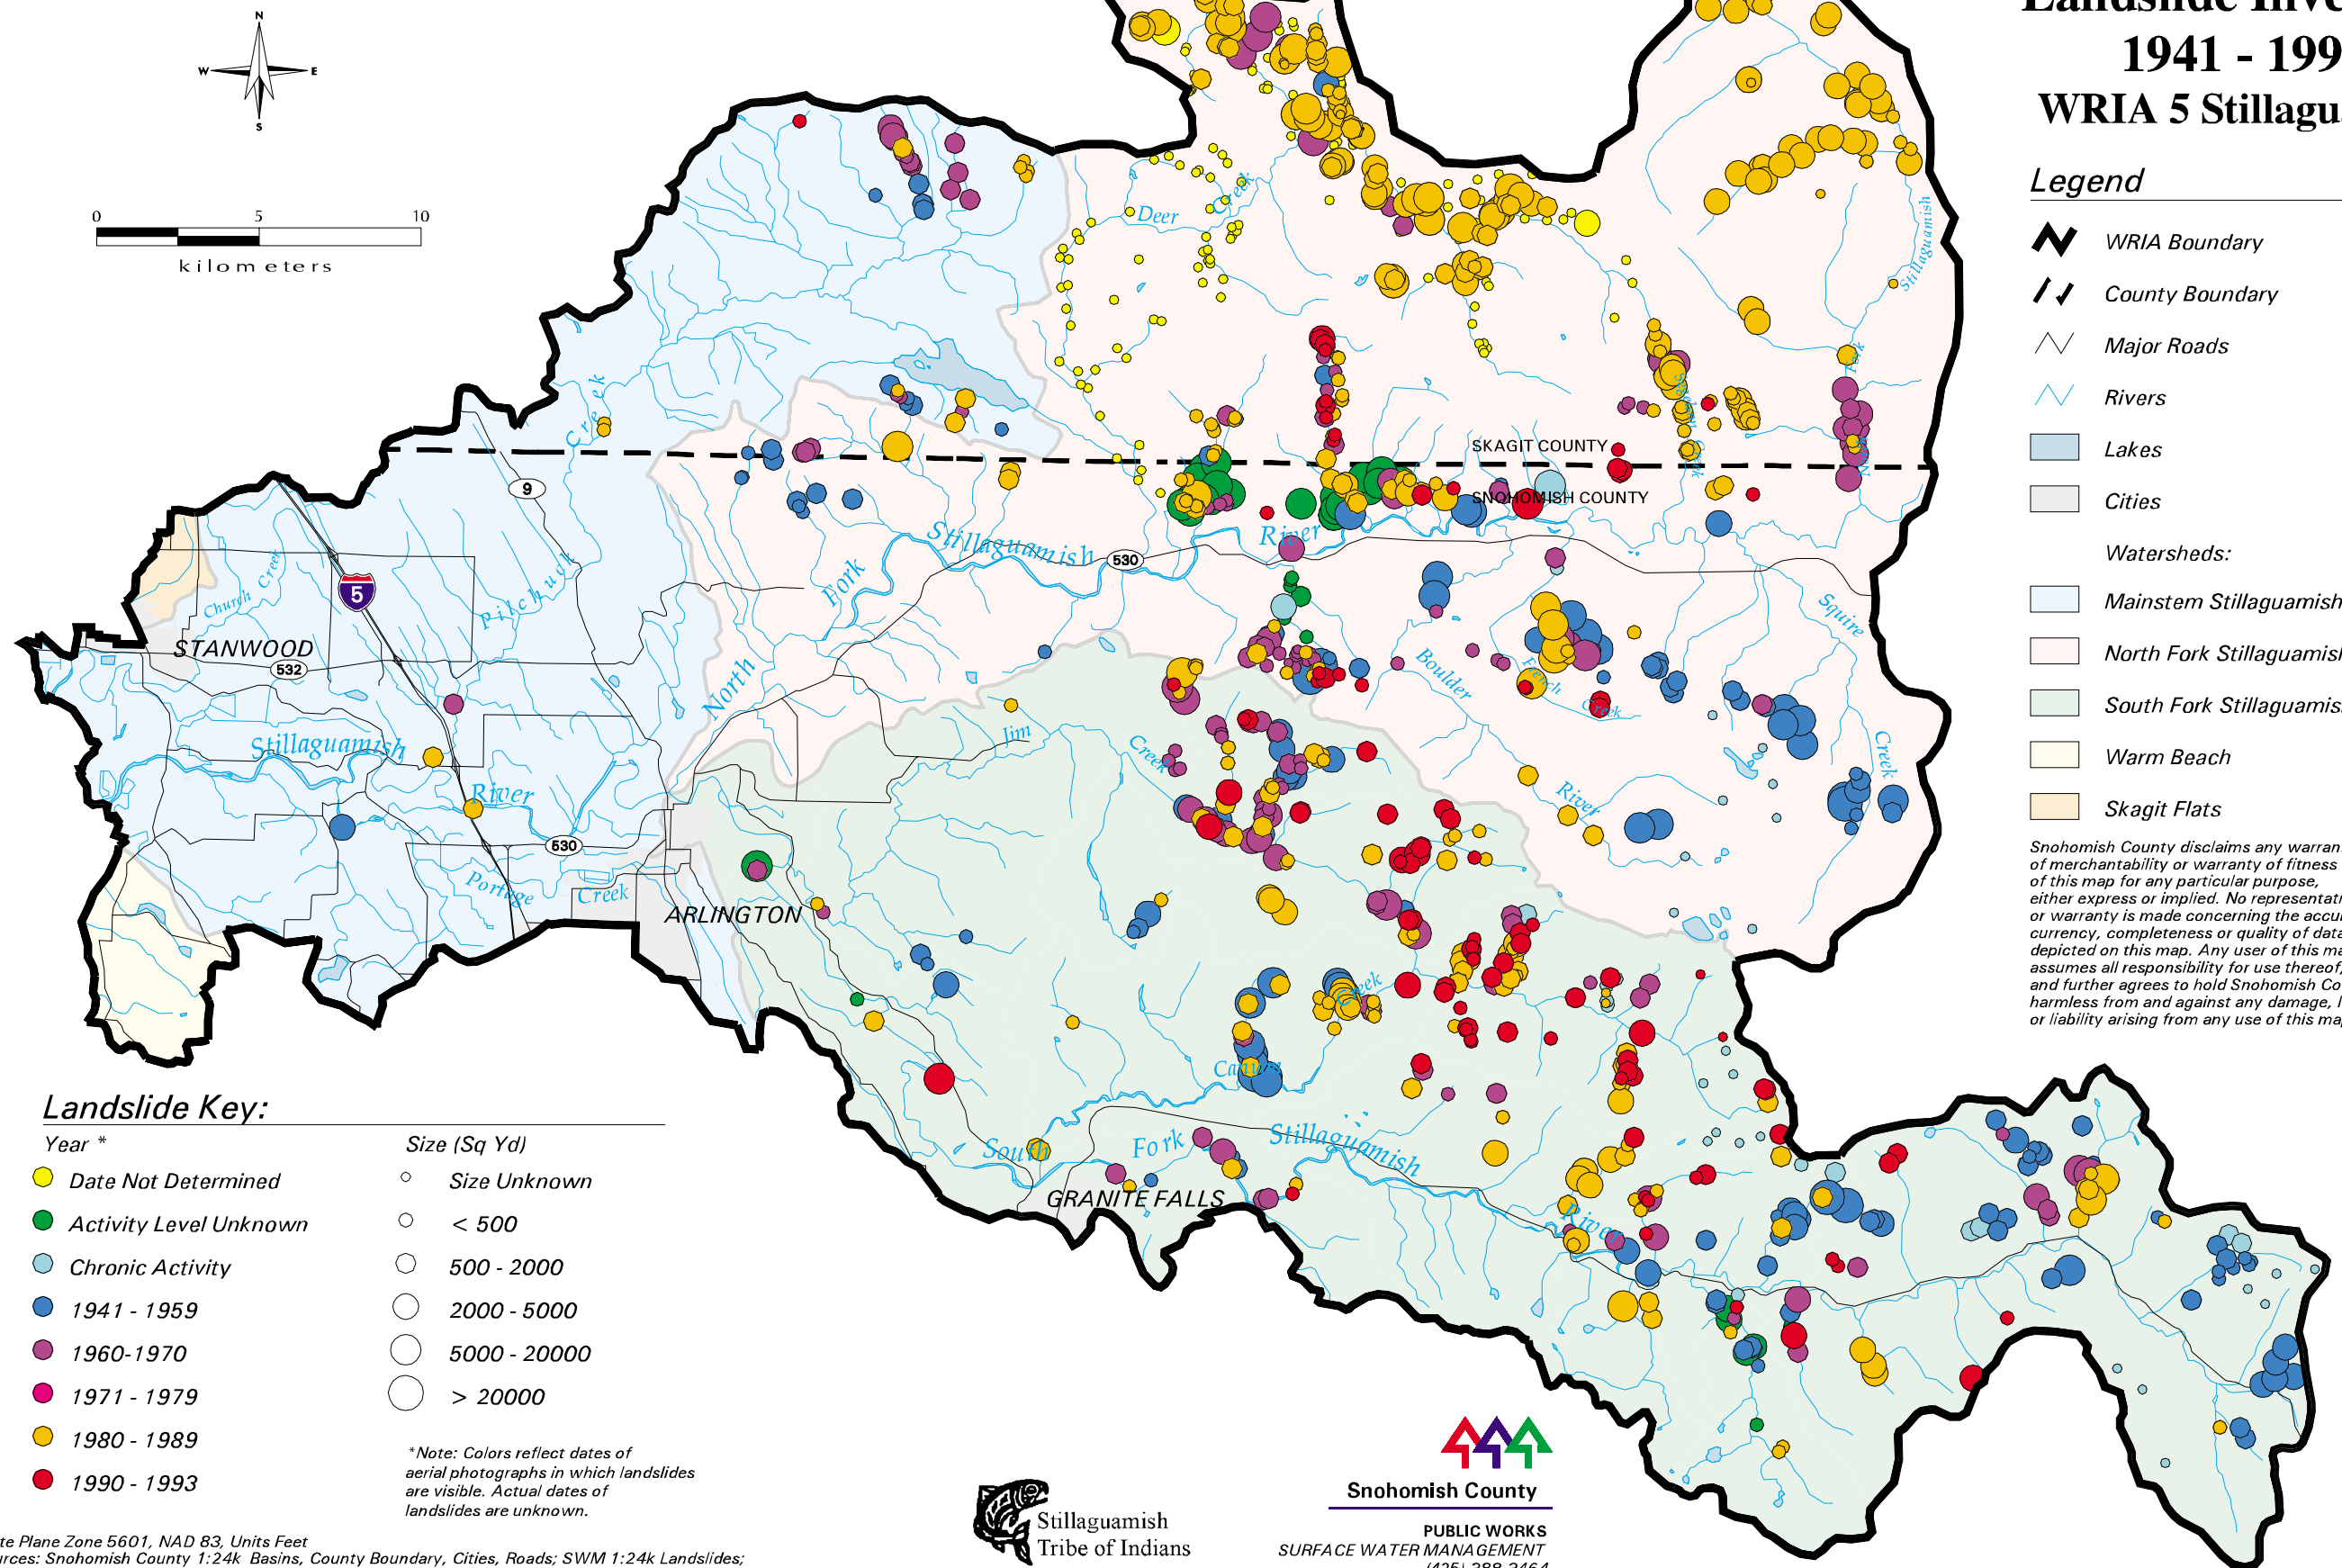 1941 - 199
WRIA 5 Stillagu
N
W
E
S
0 5 10
kilometers
Legend
WRIA Boundary
County Boundary
Major Roads
Rivers
Lakes
Cities
Watersheds:
Mainstem Stillaguamish
North Fork Stillaguamish
South Fork Stillaguamis
Warm Beach
Skagit Flats
Snohomish County disclaims any warran
of merchantability or warranty of fitness
of this map for any particular purpose,
either express or implied. No representati
or warranty is made concerning the accu
currency, completeness or quality of data
depicted on this map. Any user of this ma
assumes all responsibility for use thereof,
and further agrees to hold Snohomish Co
harmless from and against any damage, l
or liability arising from any use of this ma
Deer
Creek
Stillaguamish
Fork
North
SKAGIT COUNTY
SNOHOMISH COUNTY
Creek
9
Pilchuck
Church
Creek
5
STANWOOD
532
Stillaguamish
River
530
Portage
Creek
ARLINGTON
North
Fork
Stillaguamish
River
530
Squire
Creek
Boulder
River
French
Creek
Jim
Creek
Canyon
Creek
South
Fork
Stillaguamish
River
GRANITE FALLS
Landslide Key:
Year *
Date Not Determined
Activity Level Unknown
Chronic Activity
1941 - 1959
1960-1970
1971 - 1979
1980 - 1989
1990 - 1993
Size (Sq Yd)
Size Unknown
< 500
500 - 2000
2000 - 5000
5000 - 20000
> 20000
*Note: Colors reflect dates of
aerial photographs in which landslides
are visible. Actual dates of
landslides are unknown.
te Plane Zone 5601, NAD 83, Units Feet
rces: Snohomish County 1:24k Basins, County Boundary, Cities, Roads; SWM 1:24k Landslides;
Stillaguamish
Tribe of Indians
Snohomish County
PUBLIC WORKS
SURFACE WATER MANAGEMENT